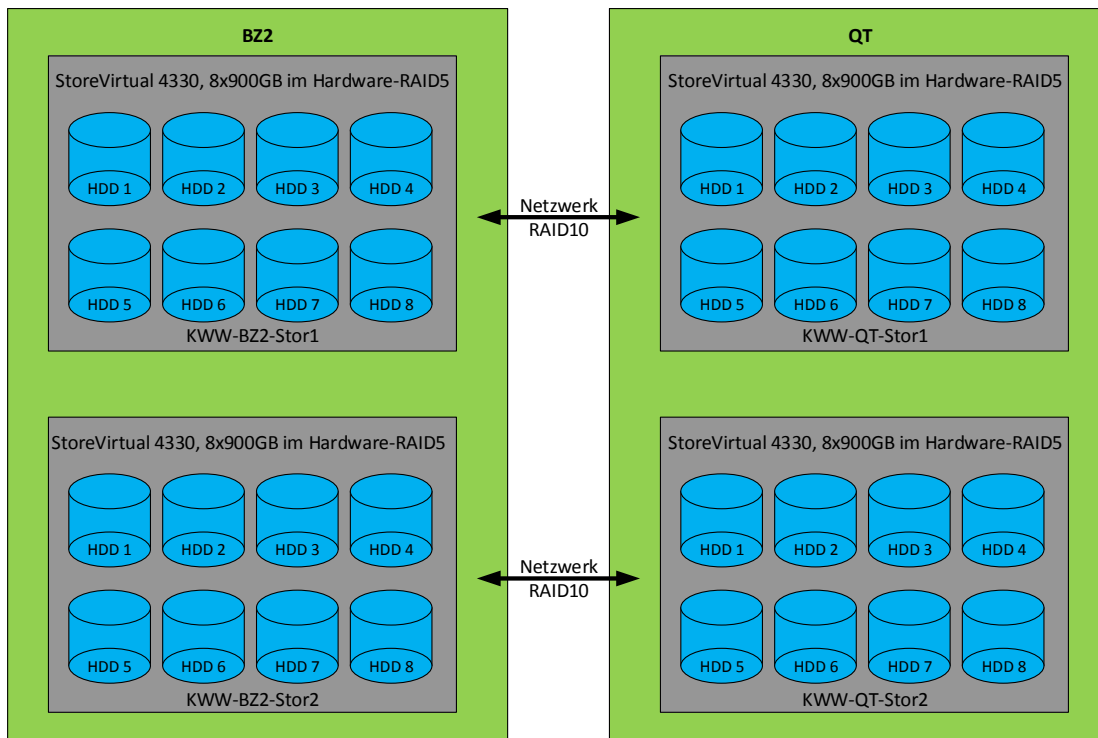 BZ2
StoreVirtual 4330, 8x900GB im Hardware-RAID5
HDD 1 HDD 2 HDD 3 HDD 4
HDD 5 HDD 6 HDD 7 HDD 8
KWW-BZ2-Stor1
StoreVirtual 4330, 8x900GB im Hardware-RAID5
HDD 1 HDD 2 HDD 3 HDD 4
HDD 5 HDD 6 HDD 7 HDD 8
KWW-BZ2-Stor2
Netzwerk
RAID10
Netzwerk
RAID10
QT
StoreVirtual 4330, 8x900GB im Hardware-RAID5
HDD 1 HDD 2 HDD 3 HDD 4
HDD 5 HDD 6 HDD 7 HDD 8
KWW-QT-Stor1
StoreVirtual 4330, 8x900GB im Hardware-RAID5
HDD 1 HDD 2 HDD 3 HDD 4
HDD 5 HDD 6 HDD 7 HDD 8
KWW-QT-Stor2